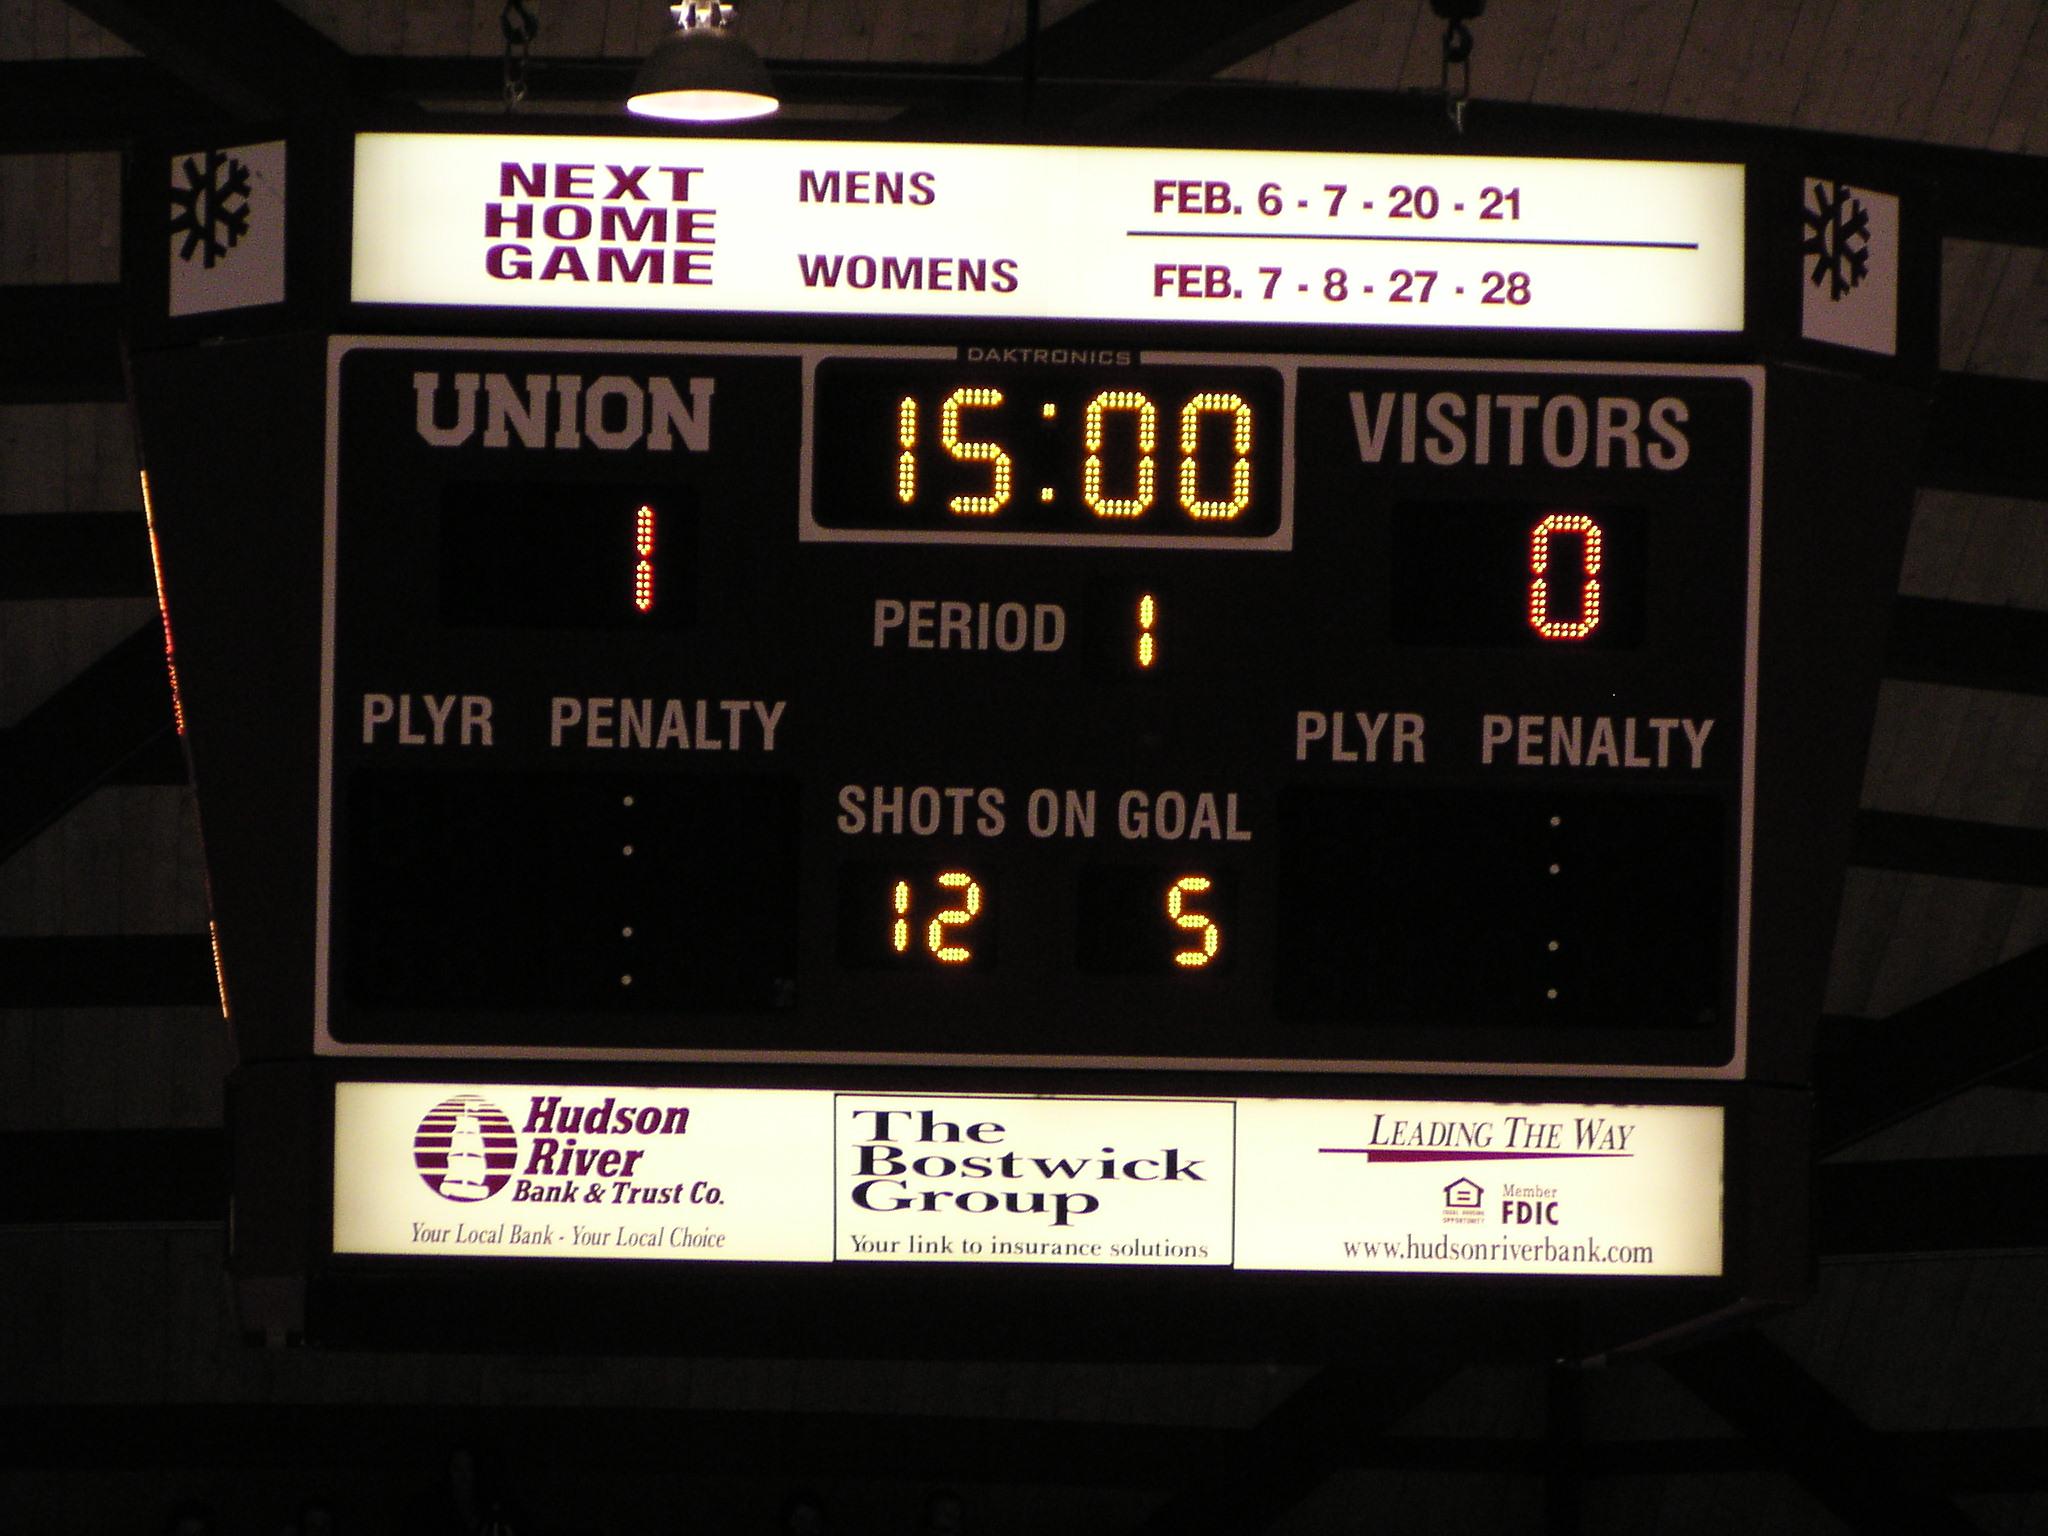 NEXT HOME GAME
MENS FEB. 6 - 7 - 20 - 21
WOMENS FEB. 7 - 8 - 27 - 28
DAKTRONICS
UNION 15:00 VISITORS
1 0
PERIOD 1
PLYR PENALTY PLYR PENALTY
SHOTS ON GOAL
12 5
Hudson
River
Bank & Trust Co.
Your Local Bank - Your Local Choice
The
Bostwick
Group
Your link to insurance solutions
LEADING THE WAY
EQUAL HOUSING
OPPORTUNITY
Member
FDIC
www.hudsonriverbank.com